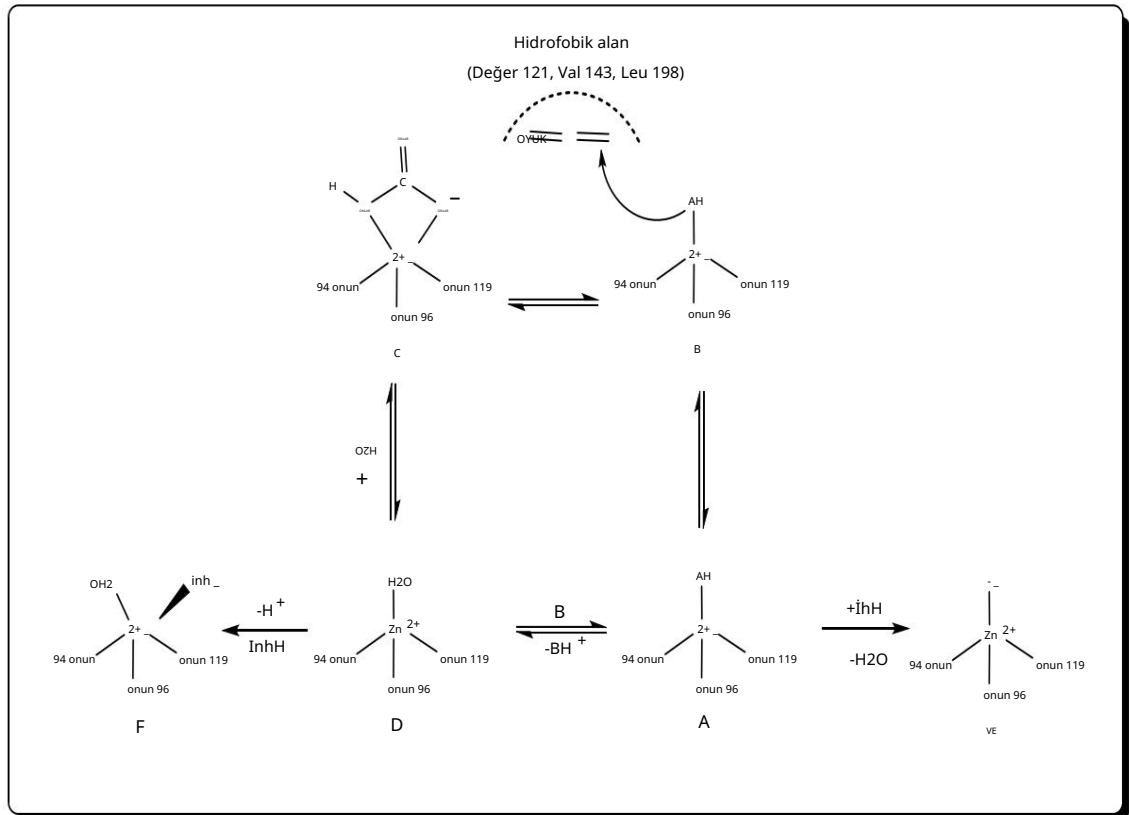 Hidrofobik alan
(Değer 121, Val 143, Leu 198)
OYUK
C
H
-
2+ _
94 onun
onun 119
onun 96
C
AH
2+ _
94 onun
onun 119
onun 96
B
H2O
+
OH2
inh _
2+ _
94 onun
onun 119
onun 96
F
-H +
InhH
H2O
Zn 2+
94 onun
onun 119
onun 96
D
B
-BH +
AH
2+ _
94 onun
onun 119
onun 96
A
+İhH
-H2O
- _
Zn 2+
94 onun
onun 119
onun 96
VE